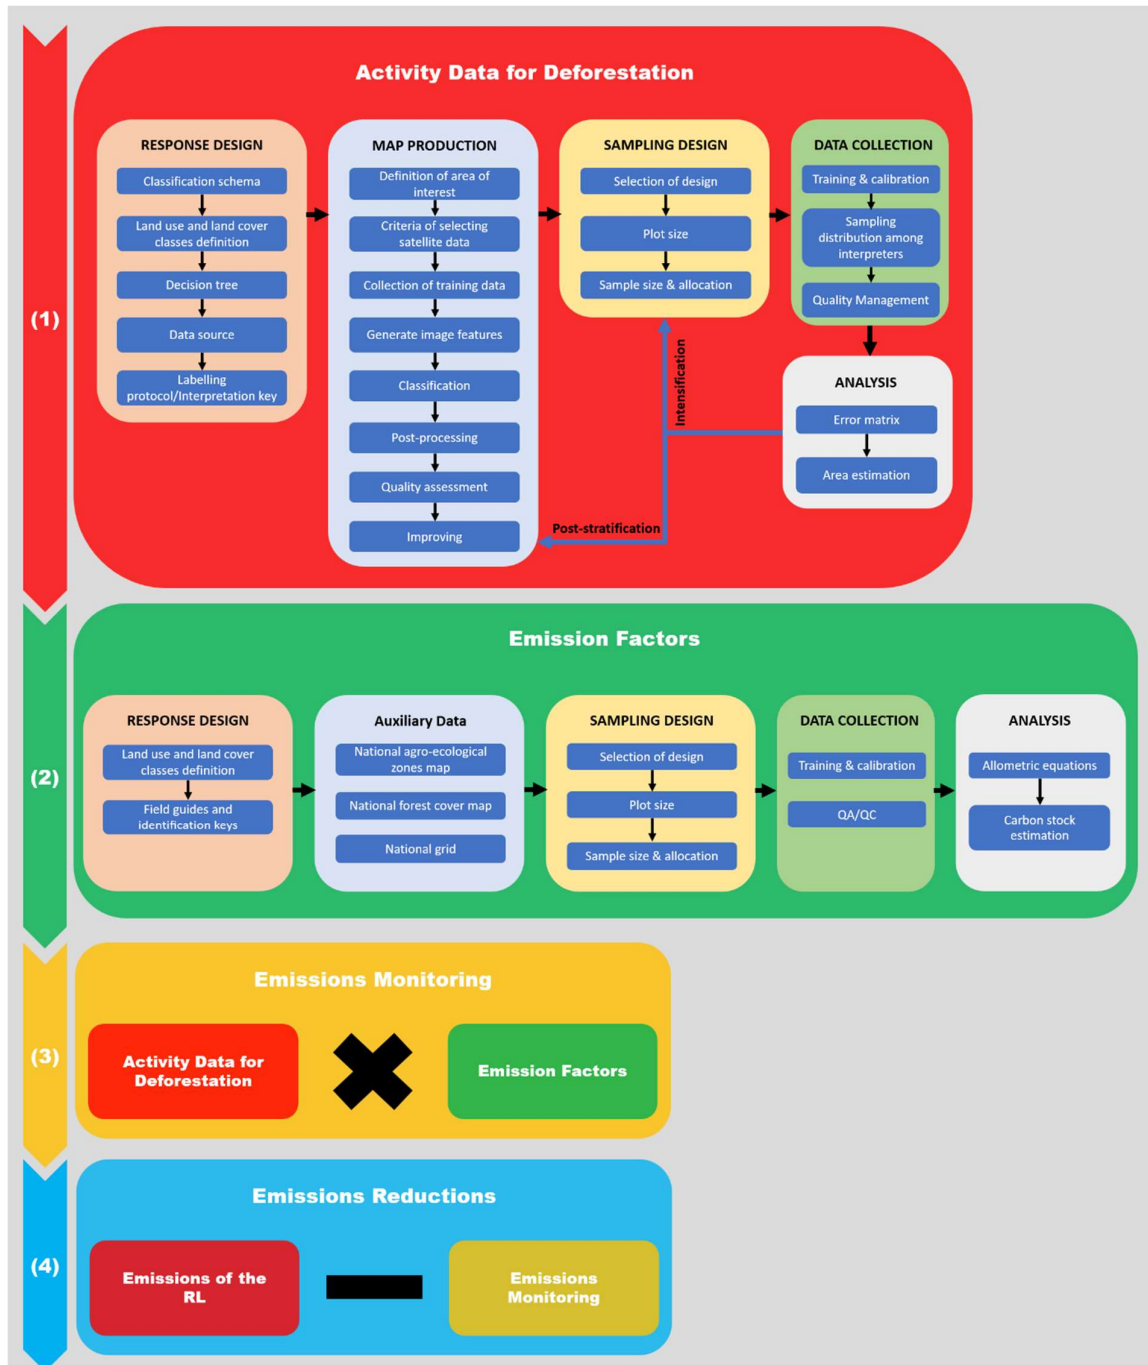 Activity Data for Deforestation
(1)
RESPONSE DESIGN
Classification schema
Land use and land cover
classes definition
Decision tree
Data source
Labelling
protocol/Interpretation key
MAP PRODUCTION
Definition of area of
interest
Criteria of selecting
satellite data
Collection of training data
Generate image features
Classification
Post-processing
Quality assessment
Improving
SAMPLING DESIGN
Selection of design
Plot size
Sample size & allocation
DATA COLLECTION
Training & calibration
Sampling
distribution among
interpreters
Quality Management
ANALYSIS
Error matrix
Area estimation
Intensification
Post-stratification
Emission Factors
(2)
RESPONSE DESIGN
Land use and land cover
classes definition
Field guides and
identification keys
Auxiliary Data
National agro-ecological
zones map
National forest cover map
National grid
SAMPLING DESIGN
Selection of design
Plot size
Sample size & allocation
DATA COLLECTION
Training & calibration
QA/QC
ANALYSIS
Allometric equations
Carbon stock
estimation
Emissions Monitoring
(3)
Activity Data for
Deforestation
Emission Factors
Emissions Reductions
(4)
Emissions of the
RL
Emissions
Monitoring